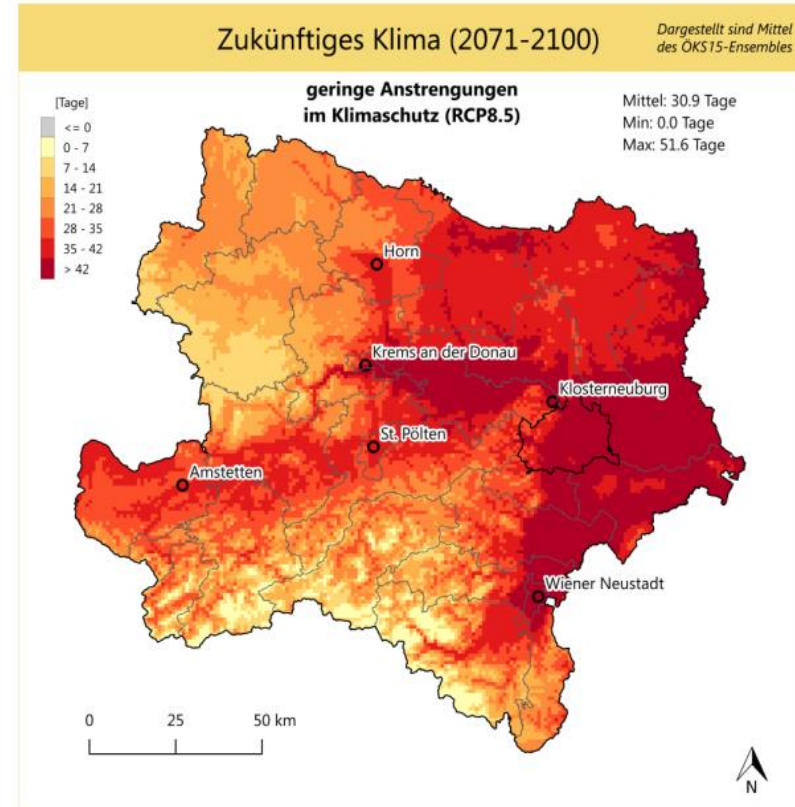 Zukünftiges Klima (2071-2100)
Dargestellt sind Mittel
des ÖKS15-Ensembles
geringe Anstrengungen
im Klimaschutz (RCP8.5)
Mittel: 30.9 Tage
Min: 0.0 Tage
Max: 51.6 Tage
[Tage]
<= 0
0 - 7
7 - 14
14 - 21
21 - 28
28 - 35
35 - 42
> 42
Horn
Krems an der Donau
Klosterneuburg
St. Pölten
Amstetten
Wiener Neustadt
0 25 50 km
N